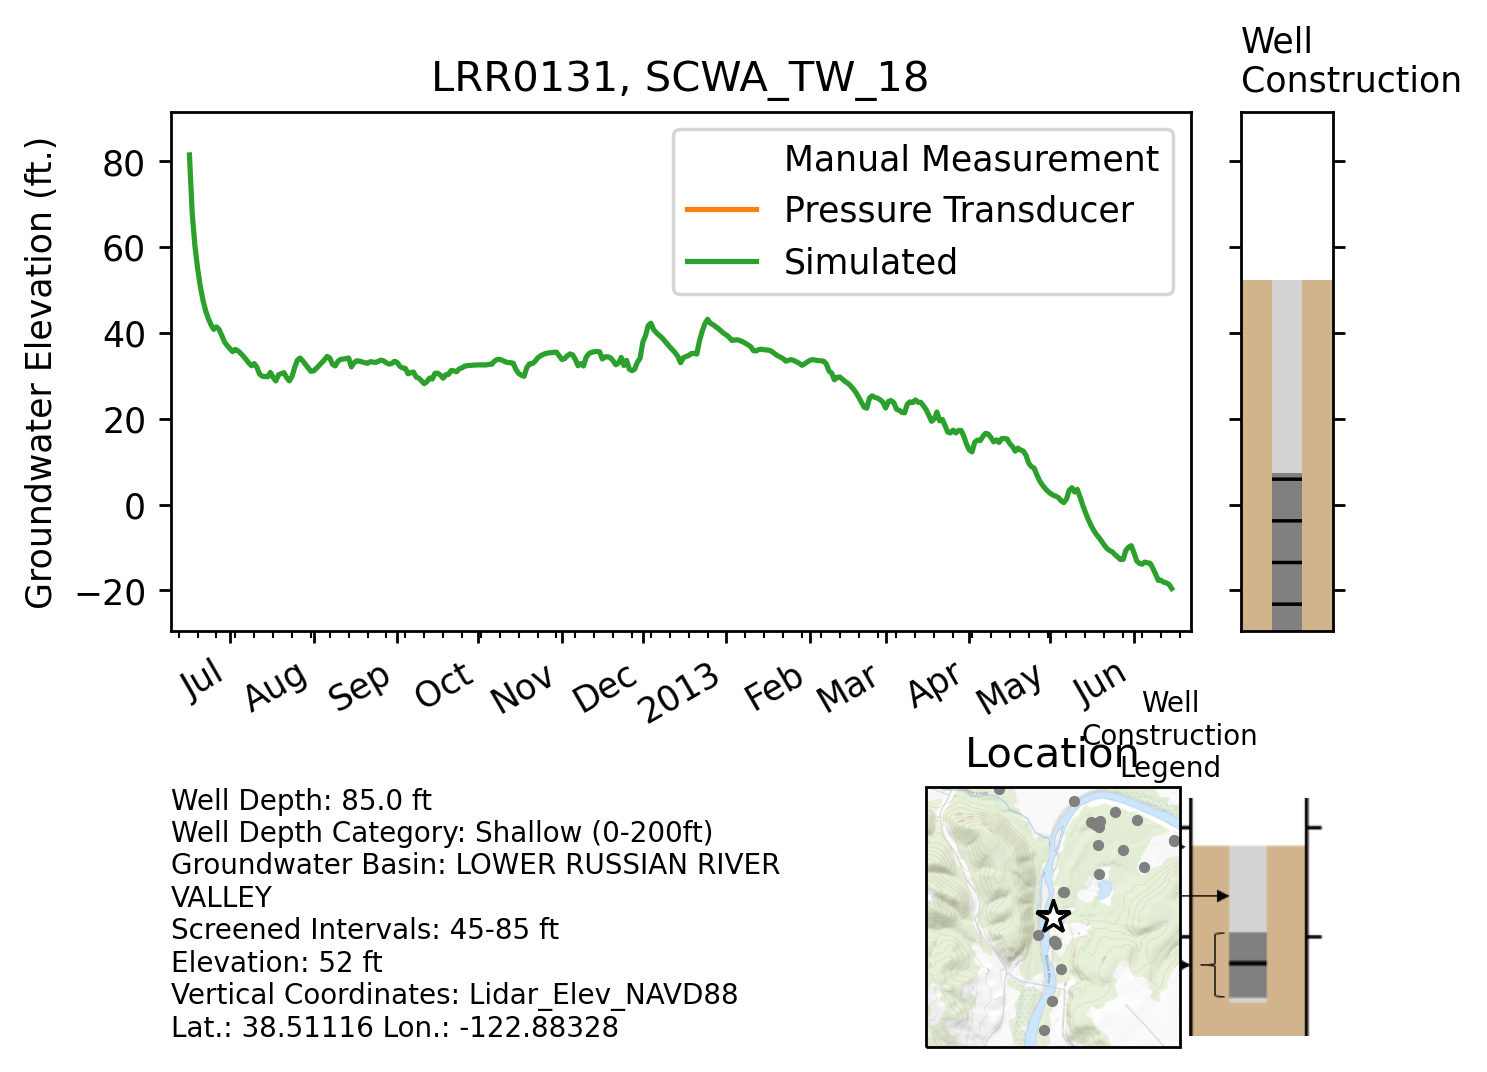 Well
Construction
LRR0131, SCWA_TW_18
Groundwater Elevation (ft.)
80
60
40
20
0
−20
Manual Measurement
Pressure Transducer
Simulated
Jul
Aug
Sep
Oct
Nov
Dec
2013
Feb
Mar
Apr
May
Jun
Well
Construction
Legend
Location
Well Depth: 85.0 ft
Well Depth Category: Shallow (0-200ft)
Groundwater Basin: LOWER RUSSIAN RIVER
VALLEY
Screened Intervals: 45-85 ft
Elevation: 52 ft
Vertical Coordinates: Lidar_Elev_NAVD88
Lat.: 38.51116 Lon.: -122.88328